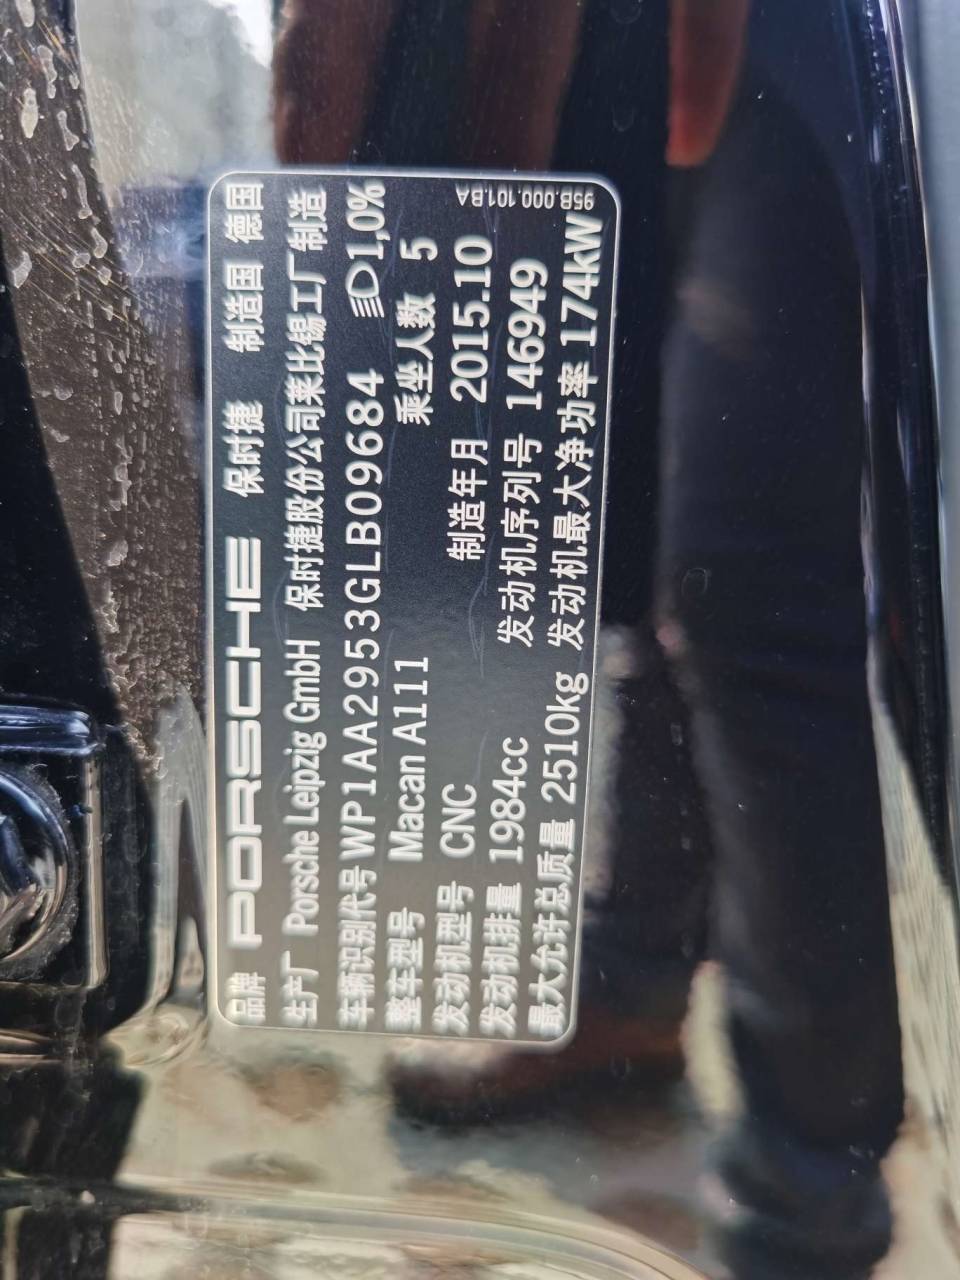 品牌 PORSCHE 保时捷 制造国 德国
生产厂 Porsche Leipzig GmbH 保时捷股份公司莱比锡工厂制造
车辆识别代号 WP1AA2953GLB09684 1,0%
整车型号 Macan A111 乘坐人数 5
发动机型号 CNC 制造年月 2015.10
发动机排量 1984cc 发动机序列号 146949
最大允许总质量 2510kg 发动机最大净功率 174kW
95B.000.101.BA